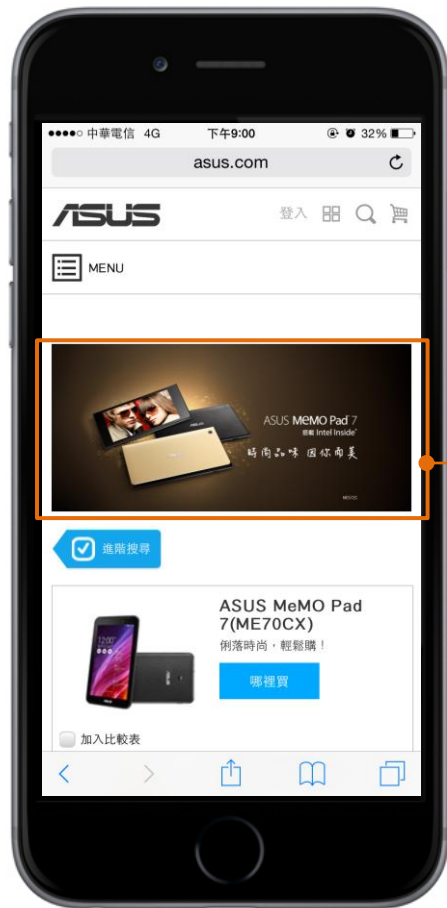 ●●●●○ 中華電信 4G 下午9:00 32%
asus.com
ASUS 登入
MENU
ASUS MeMO Pad 7
搭載 Intel Inside®
時尚品味 因你而美
進階搜尋
ASUS MeMO Pad
7(ME70CX)
俐落時尚，輕鬆購！
哪裡買
加入比較表